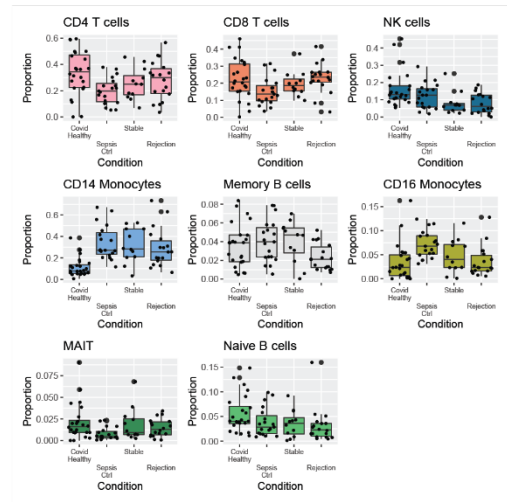 CD4 T cells
Proportion
0.6
0.4
0.2
0.0
Covid
Healthy
Sepsis
Ctrl
Stable
Rejection
Condition
CD8 T cells
Proportion
0.4
0.3
0.2
0.1
0.0
Covid
Healthy
Sepsis
Ctrl
Stable
Rejection
Condition
NK cells
Proportion
0.4
0.3
0.2
0.1
0.0
Covid
Healthy
Sepsis
Ctrl
Stable
Rejection
Condition
CD14 Monocytes
Proportion
0.6
0.4
0.2
0.0
Covid
Healthy
Sepsis
Ctrl
Stable
Rejection
Condition
Memory B cells
Proportion
0.08
0.06
0.04
0.02
0.00
Covid
Healthy
Sepsis
Ctrl
Stable
Rejection
Condition
CD16 Monocytes
Proportion
0.15
0.10
0.05
0.00
Covid
Healthy
Sepsis
Ctrl
Stable
Rejection
Condition
MAIT
Proportion
0.075
0.050
0.025
0.000
Covid
Healthy
Sepsis
Ctrl
Stable
Rejection
Condition
Naive B cells
Proportion
0.15
0.10
0.05
0.00
Covid
Healthy
Sepsis
Ctrl
Stable
Rejection
Condition